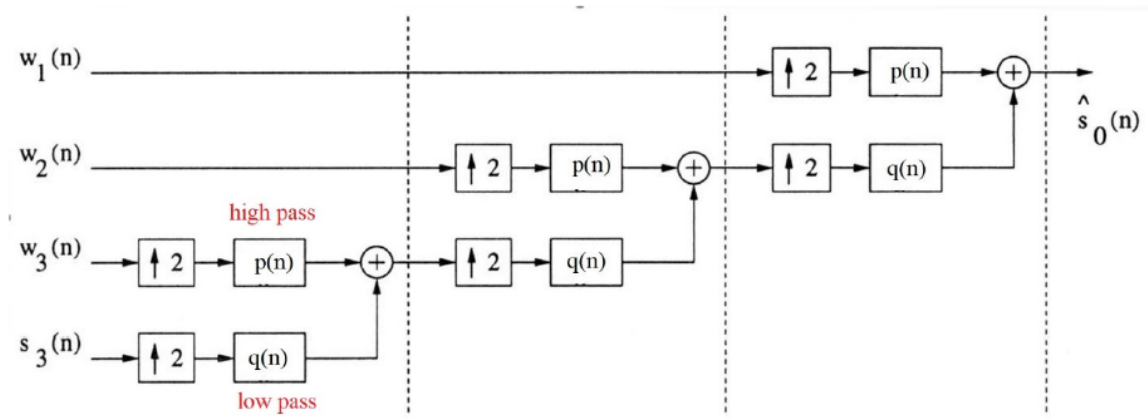 w1(n)
↑ 2
p(n)
+
ŝ0(n)
w2(n)
↑ 2
p(n)
+
↑ 2
q(n)
high pass
w3(n)
↑ 2
p(n)
+
↑ 2
q(n)
s3(n)
↑ 2
q(n)
low pass